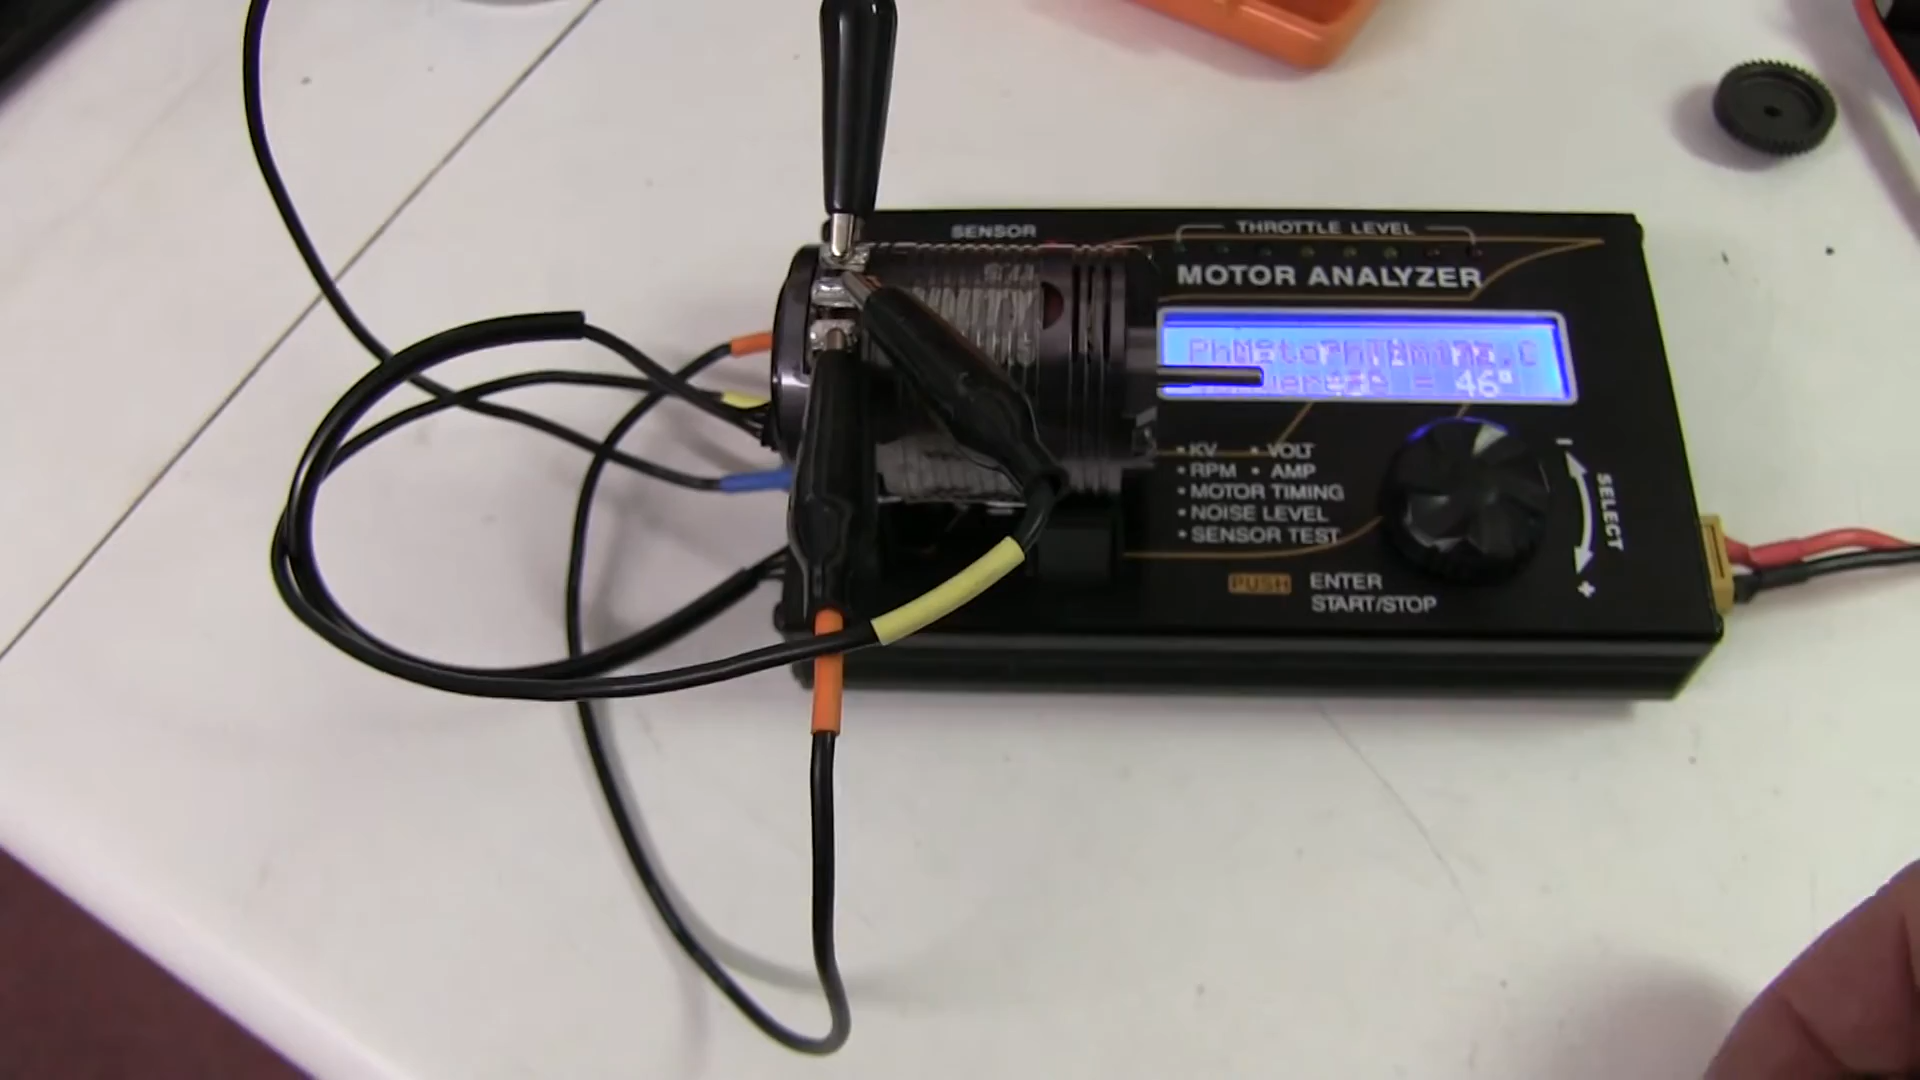 SENSOR
THROTTLE LEVEL
MOTOR ANALYZER
= 46°
• KV • VOLT
• RPM • AMP
• MOTOR TIMING
• NOISE LEVEL
• SENSOR TEST
PUSH ENTER
START/STOP
SELECT
−
+